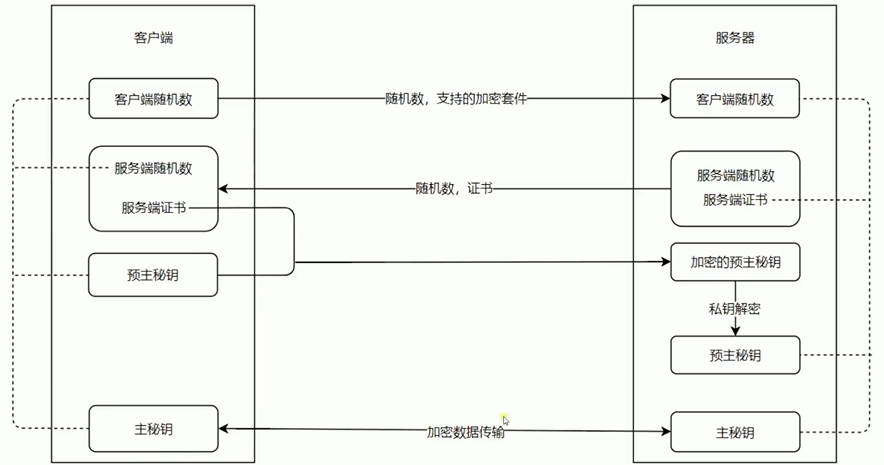 客户端
服务器
客户端随机数
随机数，支持的加密套件
客户端随机数
服务端随机数
服务端证书
随机数，证书
服务端随机数
服务端证书
预主秘钥
加密的预主秘钥
私钥解密
预主秘钥
主秘钥
加密数据传输
主秘钥